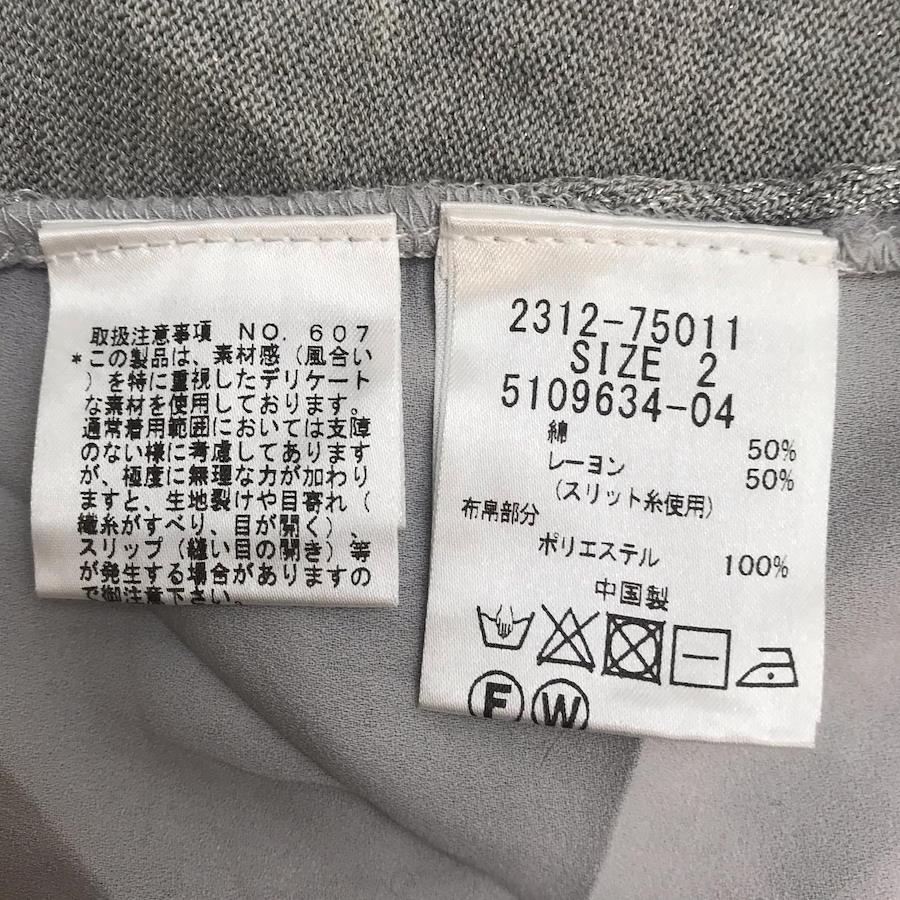 取扱注意事項 NO. 607
*この製品は、素材感(風合い
)を特に重視したデリケート
な素材を使用しております。
通常着用範囲においては支障
のない様に考慮してあります
が、極度に無理な力が加わり
ますと、生地裂けや目寄れ(
織糸がすべり、目が開く)、
スリップ(縫い目の開き)等
が発生する場合がありますの
で御注意下さい。
2312-75011
SIZE 2
5109634-04
綿 50%
レーヨン 50%
(スリット糸使用)
布帛部分
ポリエステル 100%
中国製
F W